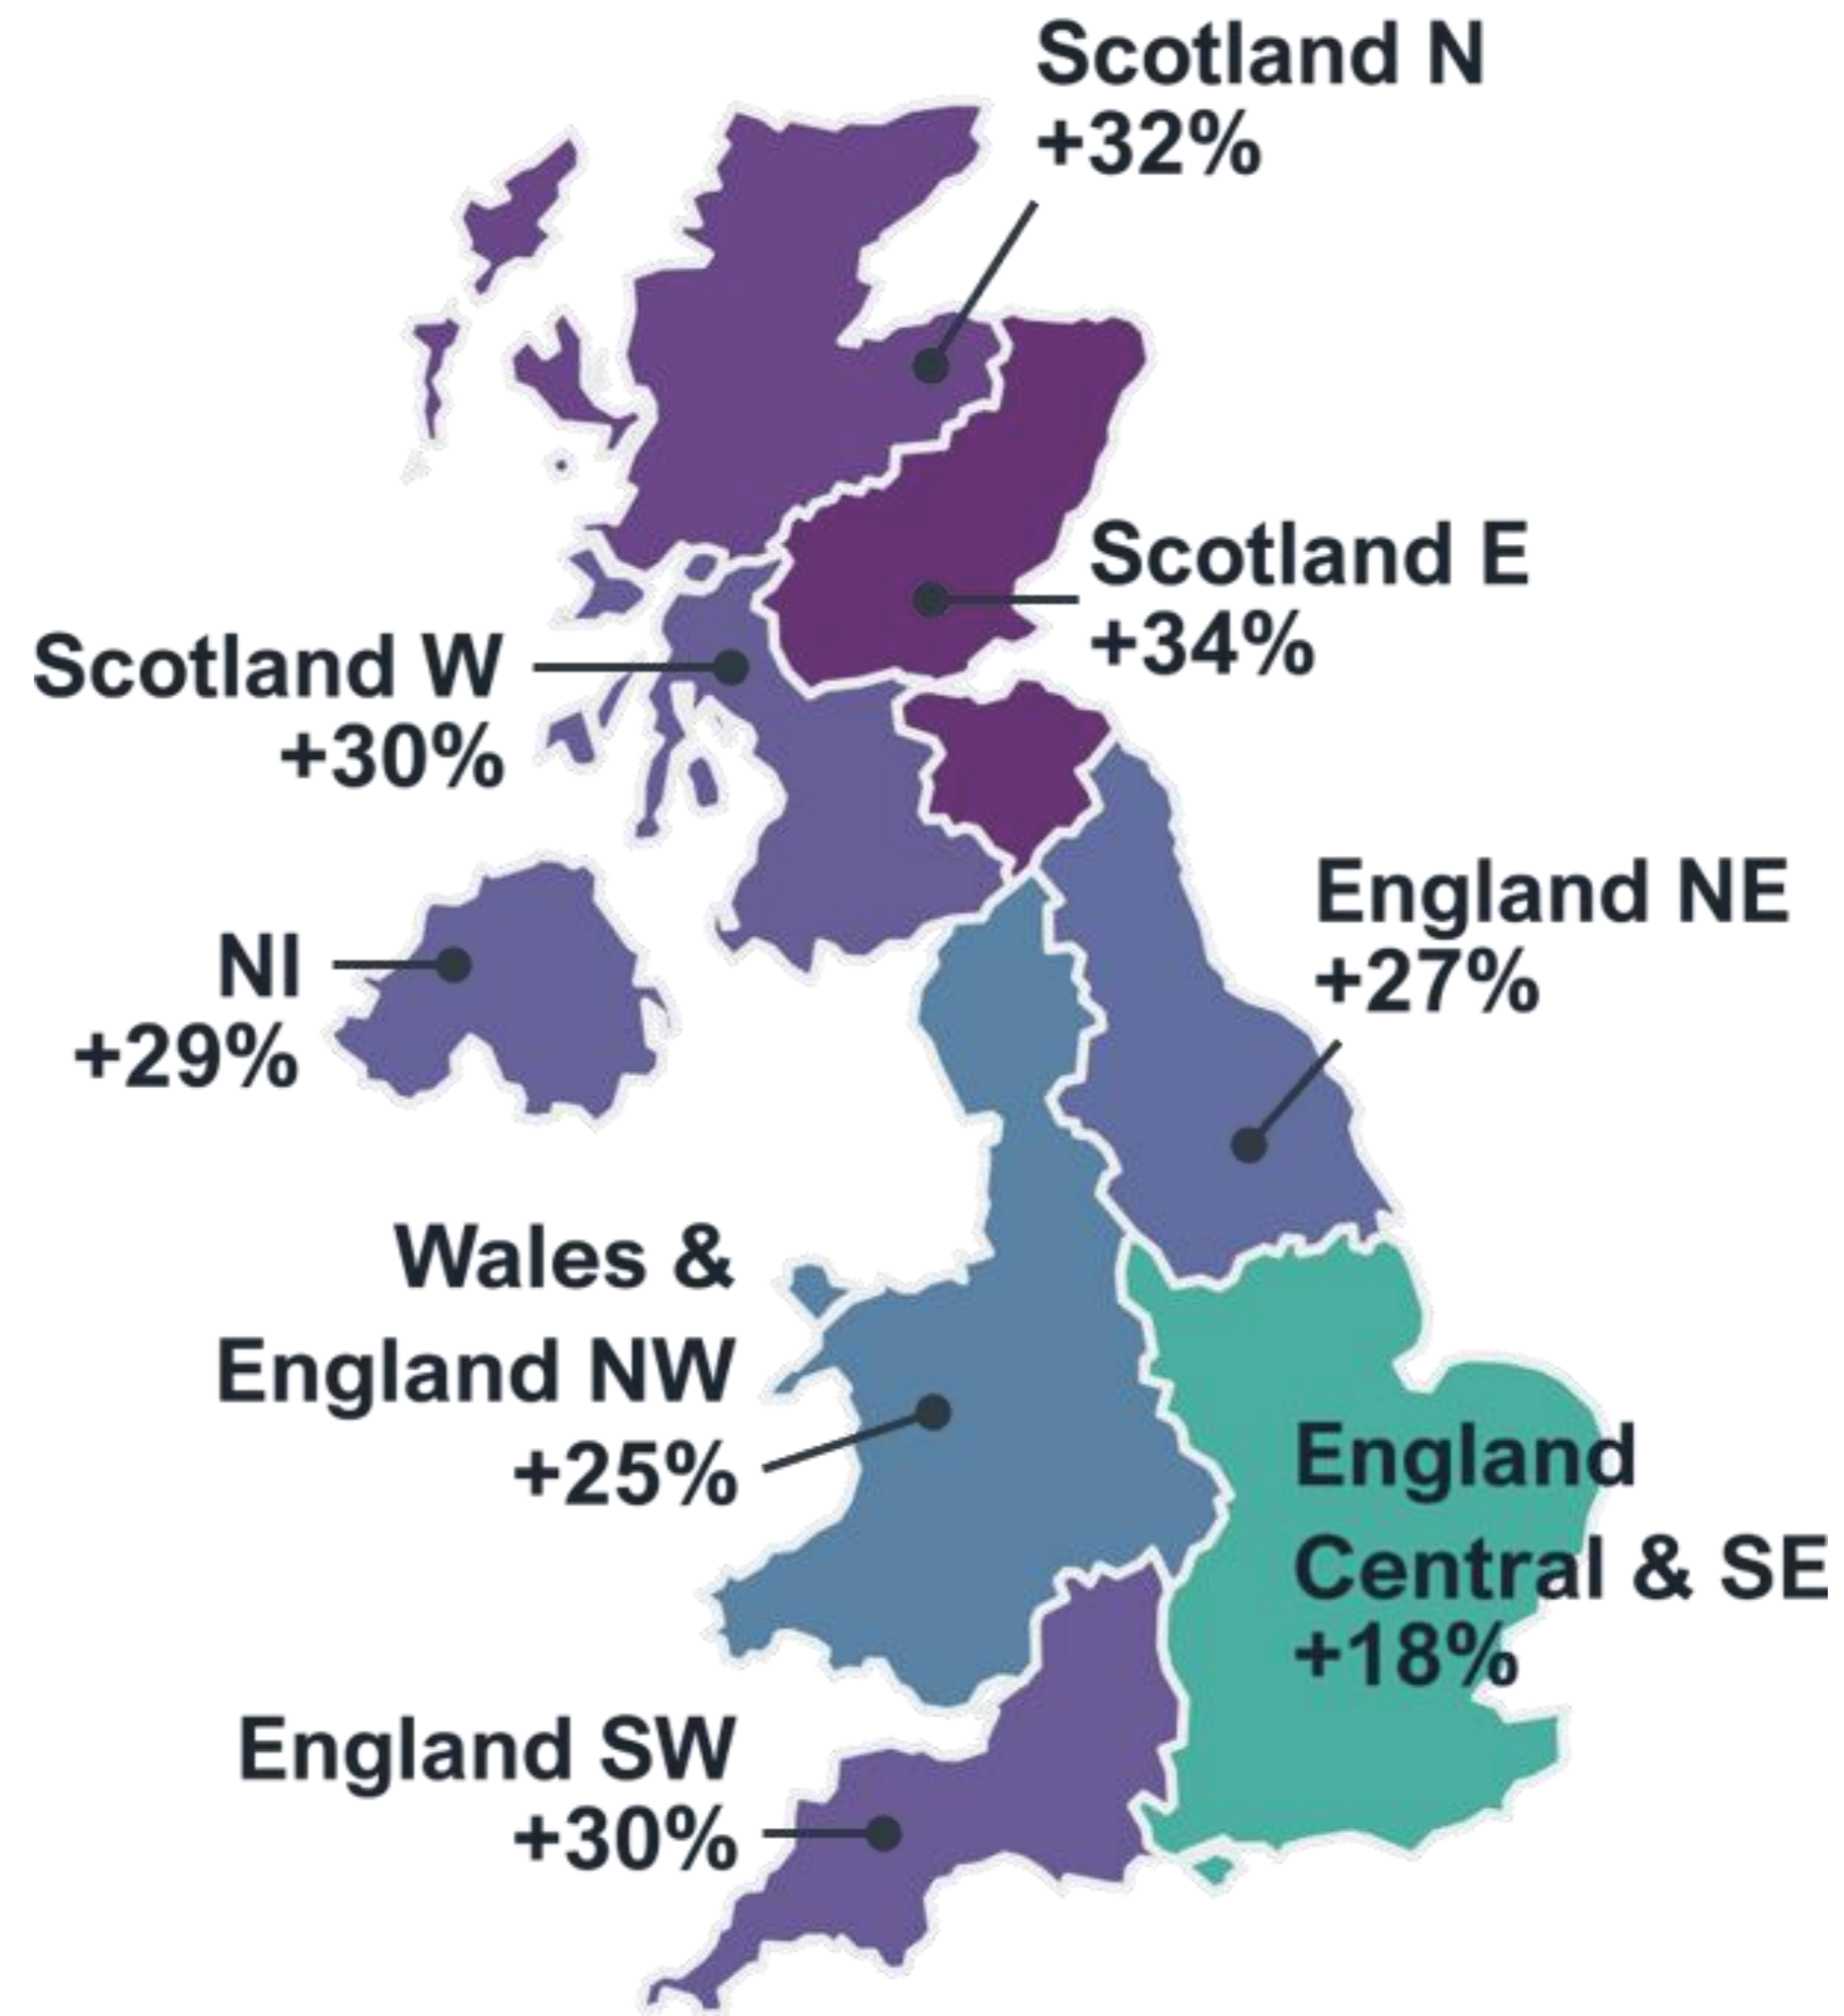 Scotland N
+32%
Scotland E
+34%
Scotland W
+30%
England NE
+27%
NI
+29%
Wales &
England NW
+25%
England
Central & SE
+18%
England SW
+30%